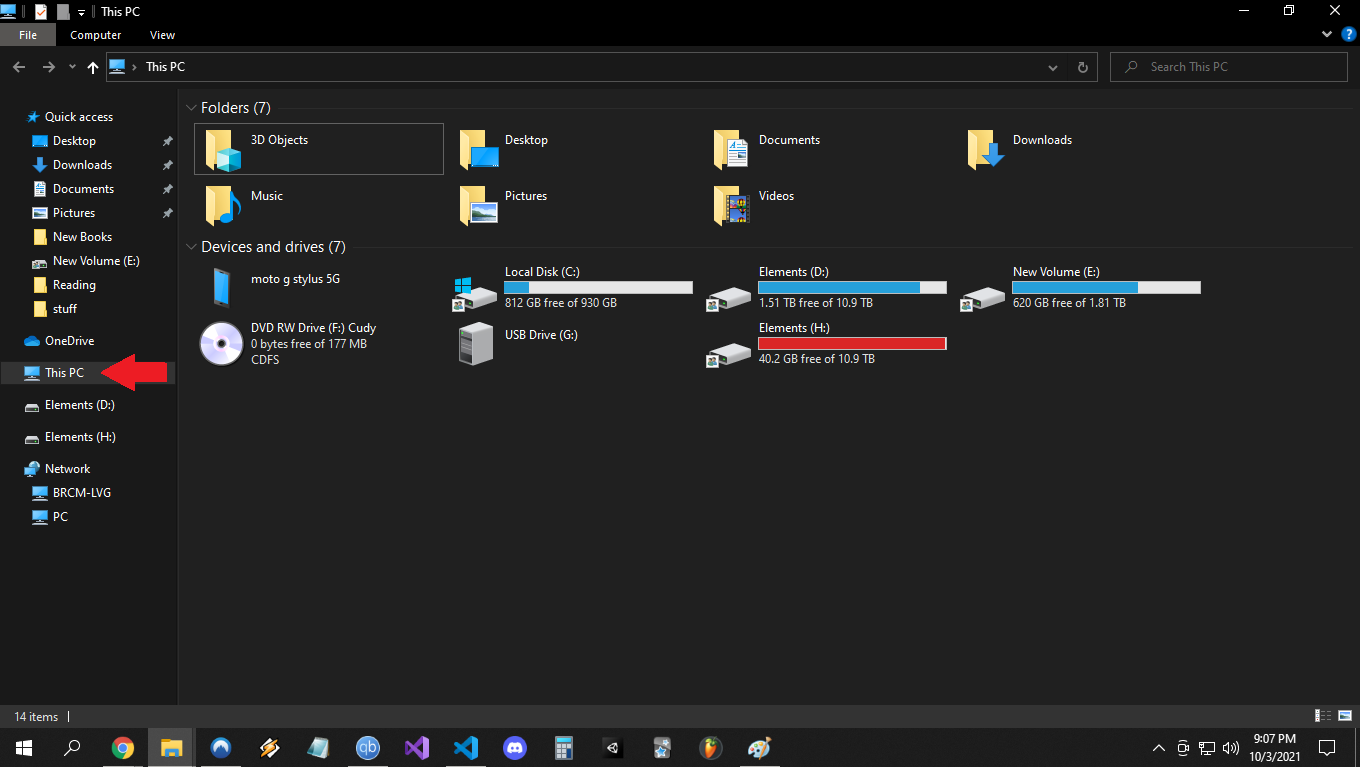 This PC
File Computer View
This PC Search This PC
Quick access
Desktop
Downloads
Documents
Pictures
New Books
New Volume (E:)
Reading
stuff
OneDrive
This PC
Elements (D:)
Elements (H:)
Network
BRCM-LVG
PC
Folders (7)
3D Objects Desktop Documents Downloads
Music Pictures Videos
Devices and drives (7)
moto g stylus 5G
Local Disk (C:)
812 GB free of 930 GB
Elements (D:)
1.51 TB free of 10.9 TB
New Volume (E:)
620 GB free of 1.81 TB
DVD RW Drive (F:) Cudy
0 bytes free of 177 MB
CDFS
USB Drive (G:)
Elements (H:)
40.2 GB free of 10.9 TB
14 items
qb
9:07 PM
10/3/2021